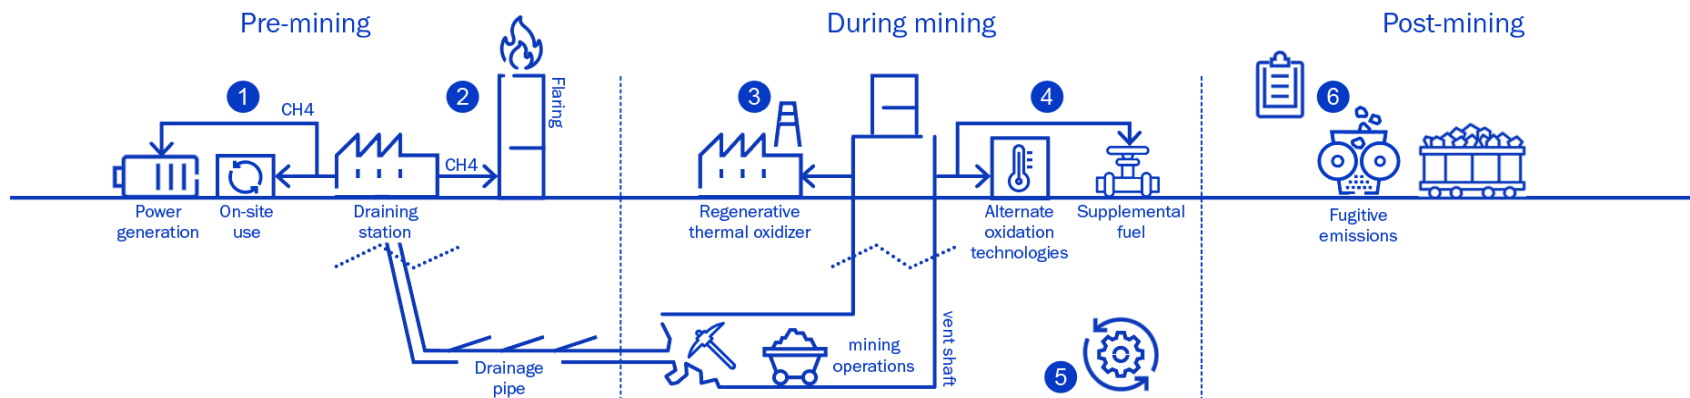 Pre-mining
During mining
Post-mining
1
CH4
2
Flaring
CH4
3
4
6
Power
generation
On-site
use
Draining
station
Regenerative
thermal oxidizer
Alternate
oxidation
technologies
Supplemental
fuel
Fugitive
emissions
Drainage
pipe
mining
operations
vent shaft
5